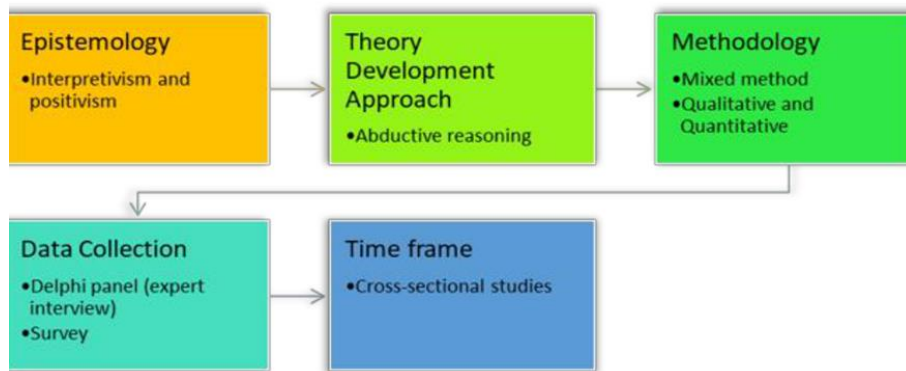 Epistemology
•Interpretivism and
positivism
Theory
Development
Approach
•Abductive reasoning
Methodology
•Mixed method
•Qualitative and
Quantitative
Data Collection
•Delphi panel (expert
interview)
•Survey
Time frame
•Cross-sectional studies